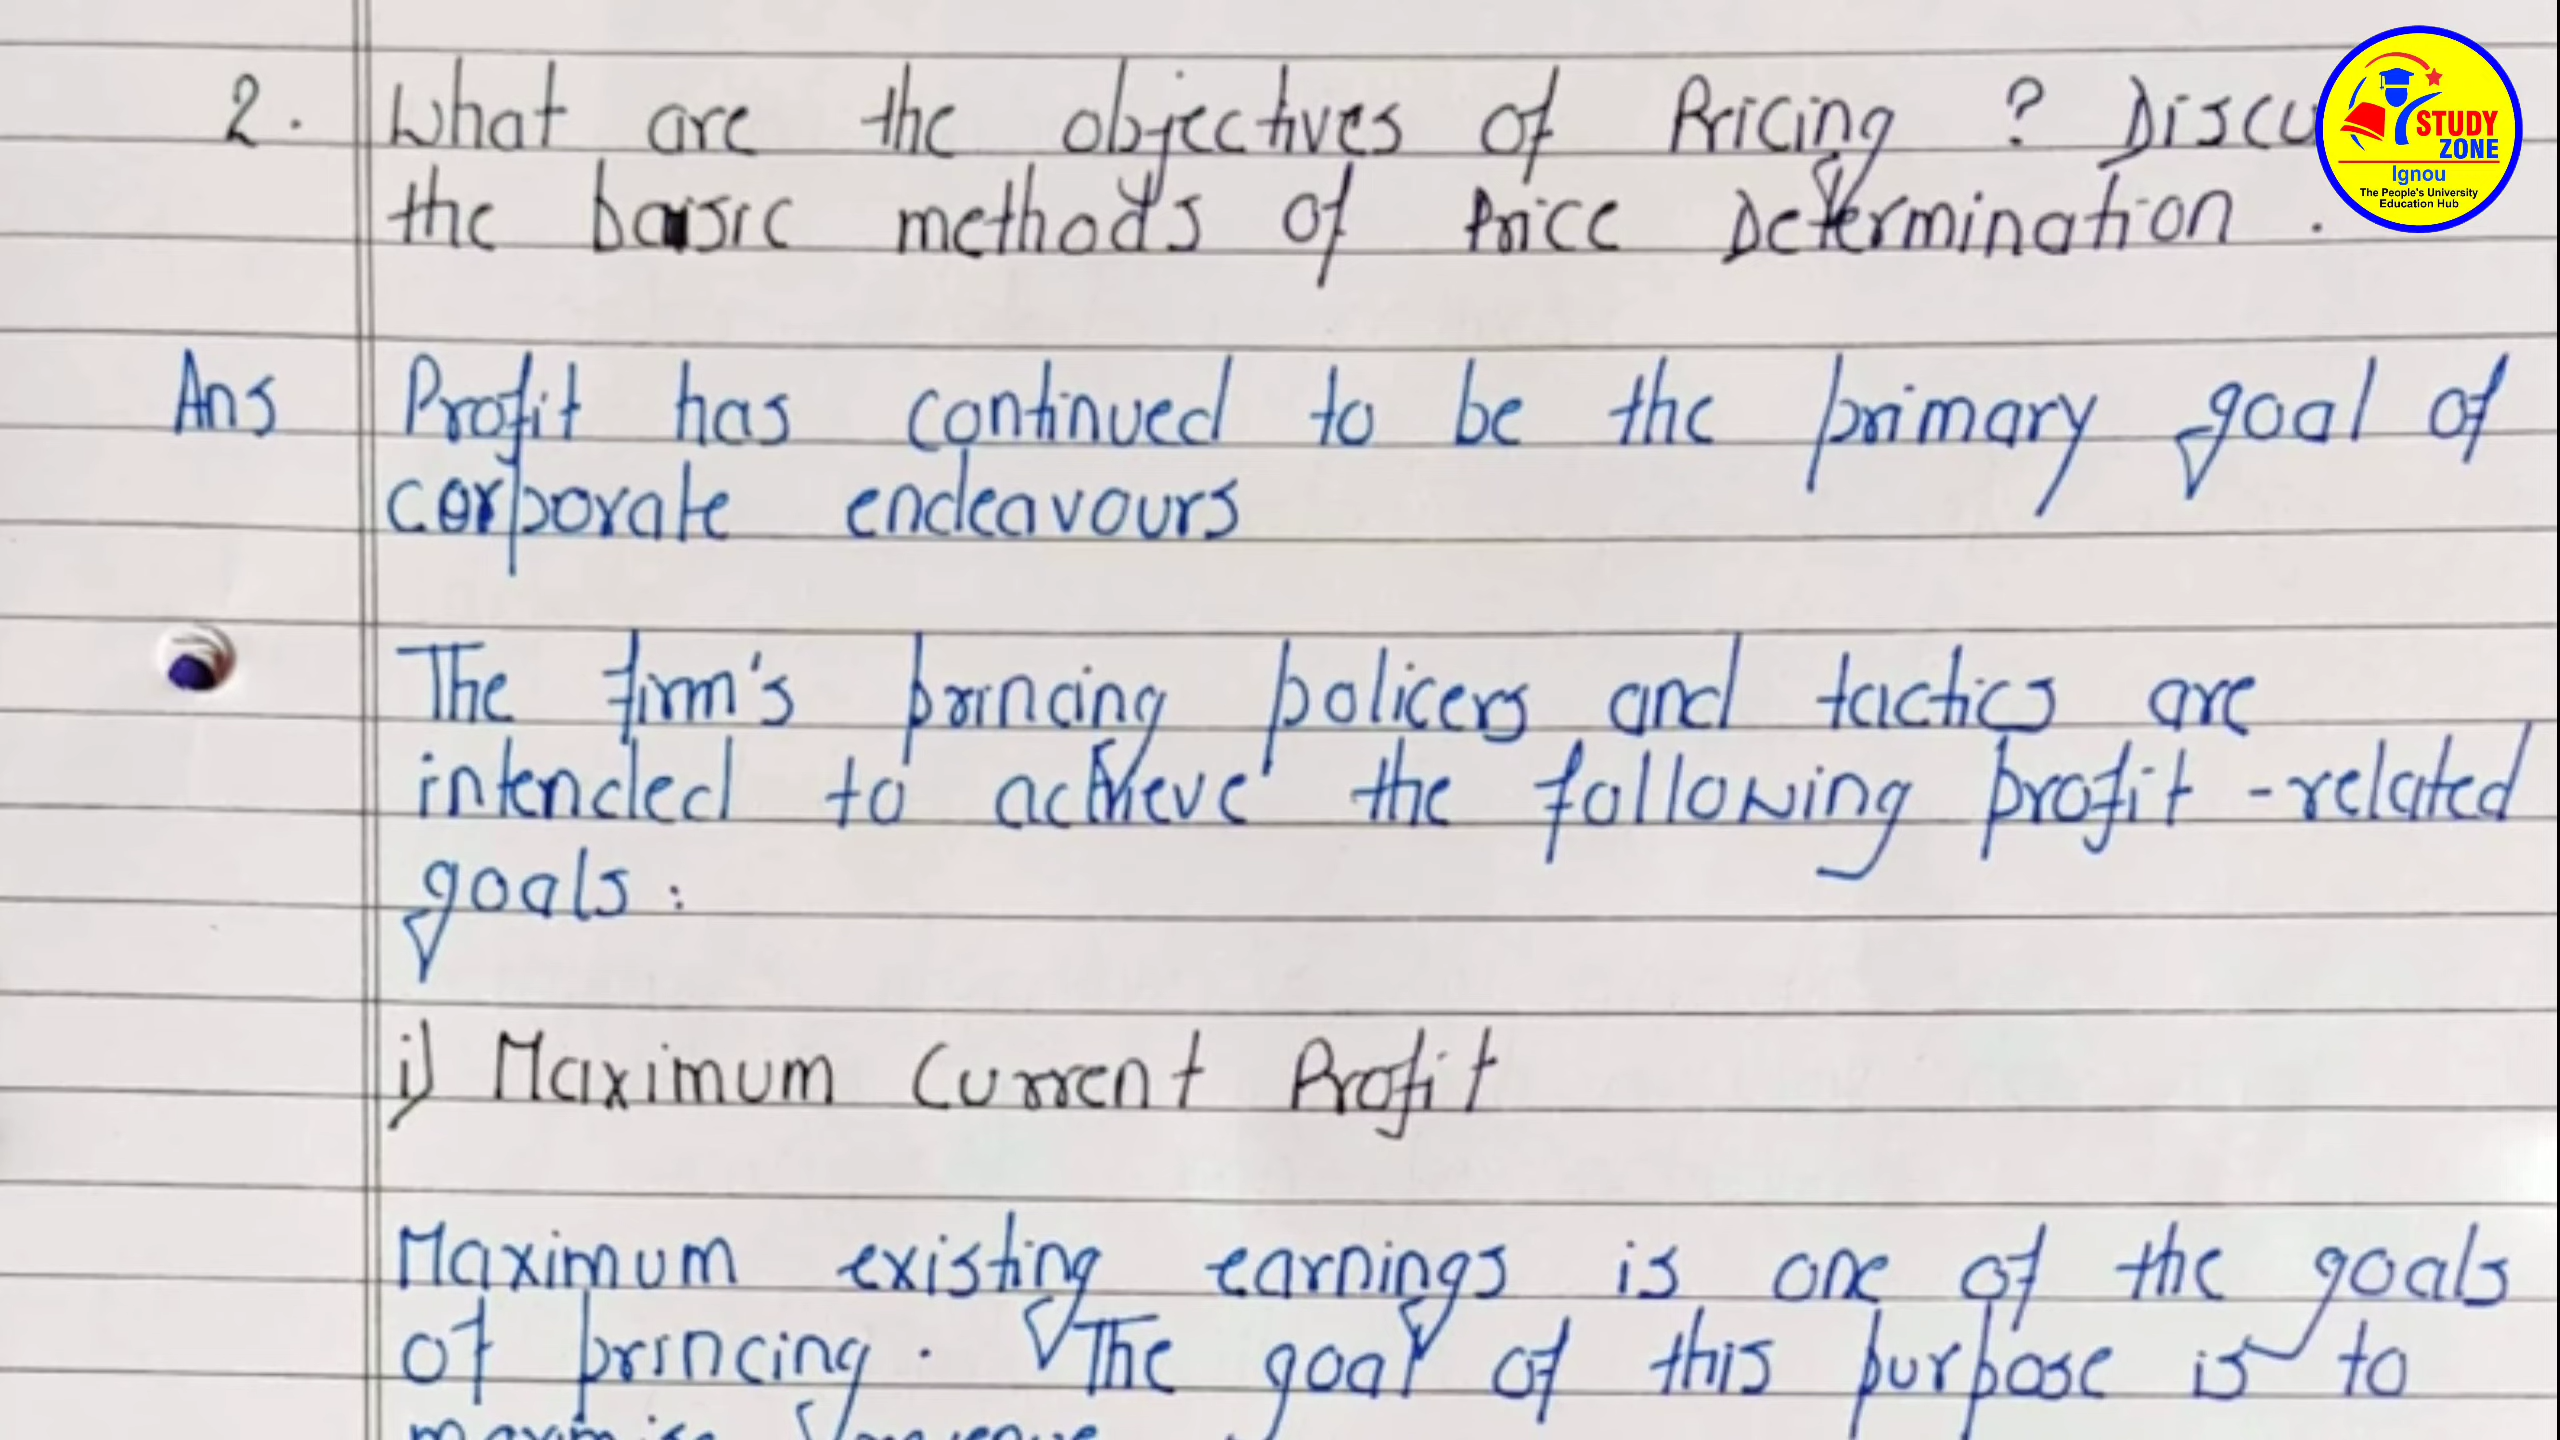 2. What are the objectives of Pricing ? Discu
the basic methods of Price Determination .
Ans Profit has continued to be the primary goal of
corporate endeavours
The firm's princing policers and tactics are
intended to achieve the following profit - related
goals :
i) Maximum Current Profit
Maximum existing earnings is one of the goals
of princing . The goal of this purpose is to
STUDY
ZONE
Ignou
The People's University
Education Hub